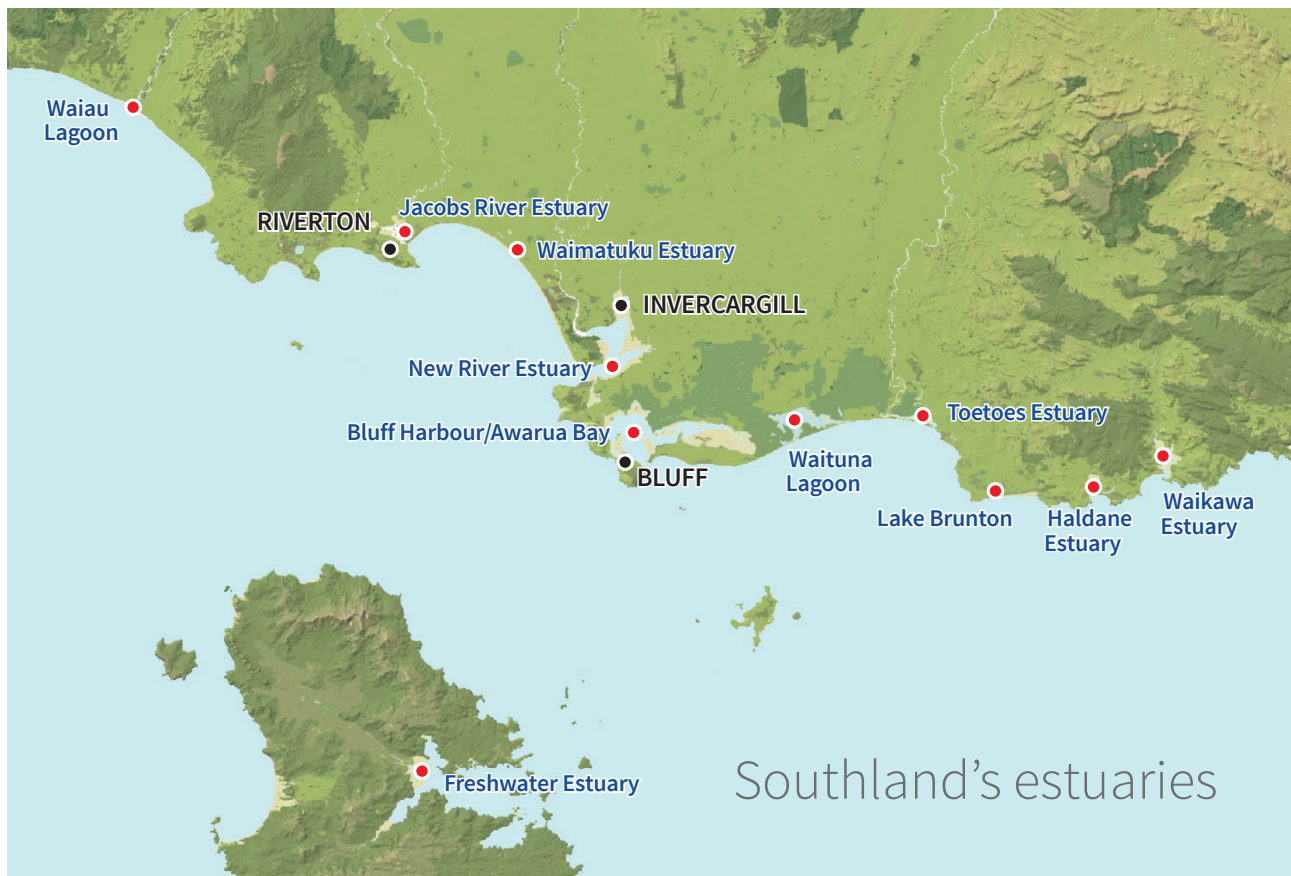 Waiau
Lagoon
Jacobs River Estuary
RIVERTON
Waimatuku Estuary
INVERCARGILL
New River Estuary
Toetoes Estuary
Bluff Harbour/Awarua Bay
Waituna
Lagoon
BLUFF
Waikawa
Estuary
Lake Brunton
Haldane
Estuary
Freshwater Estuary
Southland’s estuaries